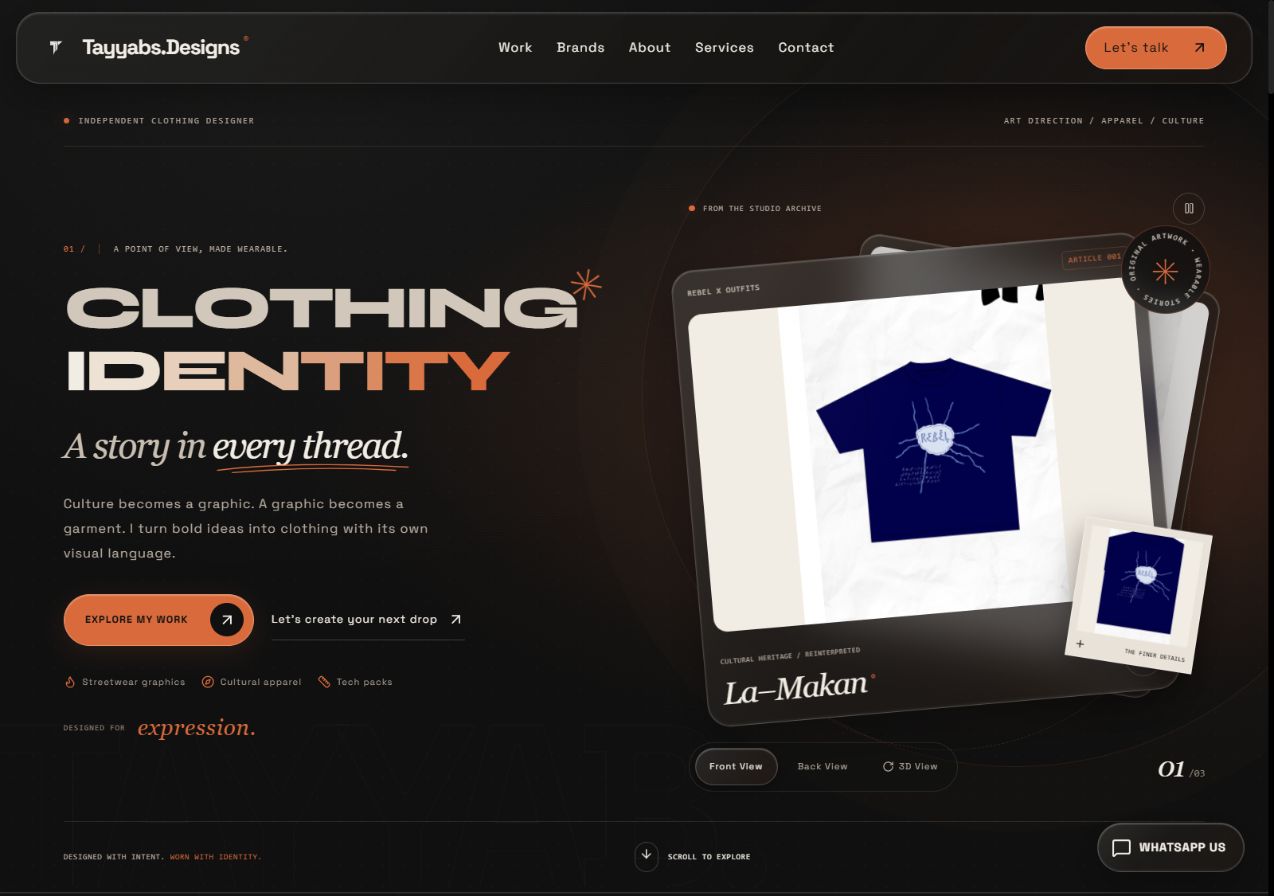 Tayyabs.Designs
Work
Brands
About
Services
Contact
Let's talk
INDEPENDENT CLOTHING DESIGNER
ART DIRECTION / APPAREL / CULTURE
FROM THE STUDIO ARCHIVE
01 / | A POINT OF VIEW, MADE WEARABLE.
CLOTHING
IDENTITY
A story in every thread.
Culture becomes a graphic. A graphic becomes a
garment. I turn bold ideas into clothing with its own
visual language.
EXPLORE MY WORK
Let's create your next drop
Streetwear graphics
Cultural apparel
Tech packs
DESIGNED FOR expression.
REBEL X OUTFITS
ARTICLE 001
ORIGINAL ARTWORK · WEARABLE STORIES ·
REBEL
REBEL
THE FINER DETAILS
CULTURAL HERITAGE / REINTERPRETED
La—Makan
Front View
Back View
3D View
01 /03
TAYYABS
DESIGNED WITH INTENT. WORN WITH IDENTITY.
SCROLL TO EXPLORE
WHATSAPP US